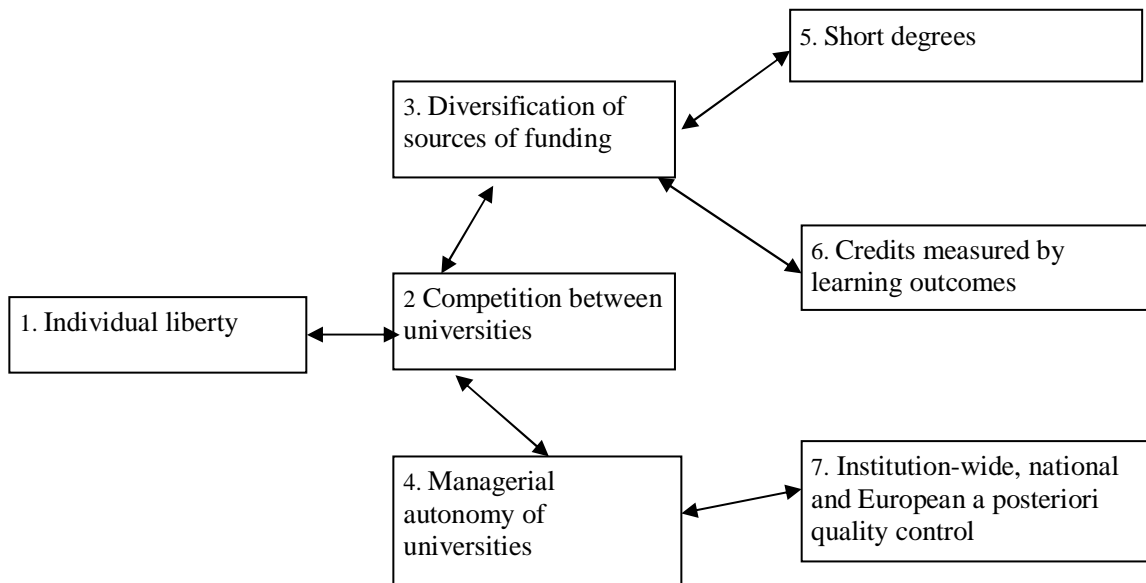 1. Individual liberty
2 Competition between
universities
3. Diversification of
sources of funding
4. Managerial
autonomy of
universities
5. Short degrees
6. Credits measured by
learning outcomes
7. Institution-wide, national
and European a posteriori
quality control